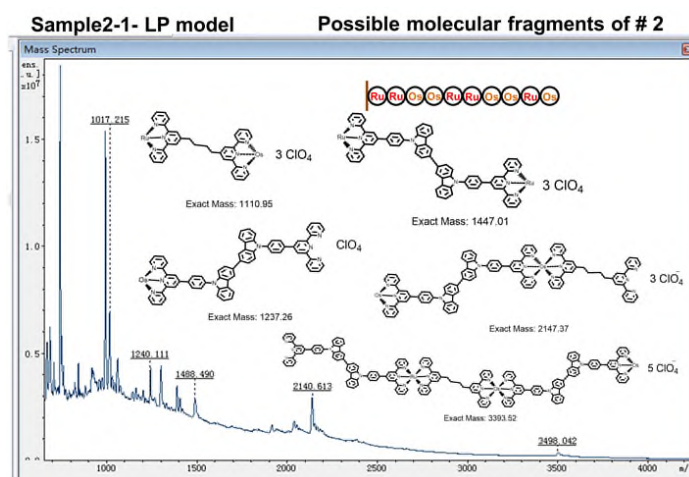 Sample2-1- LP model
Possible molecular fragments of # 2
Mass Spectrum
ens.
u.]
x10⁷
1.5
1.0
0.5
0.0
Ru Ru Os Os Ru Ru Os Os Ru Os
1017.215
3 ClO4
Exact Mass: 1110.95
3 ClO4
Exact Mass: 1447.01
ClO4
Exact Mass: 1237.26
3 ClO4⁻
Exact Mass: 2147.37
5 ClO4⁻
Exact Mass: 3393.52
1240.111
1488.490
2140.613
3498.042
1000 1500 2000 2500 3000 3500 4000 m/